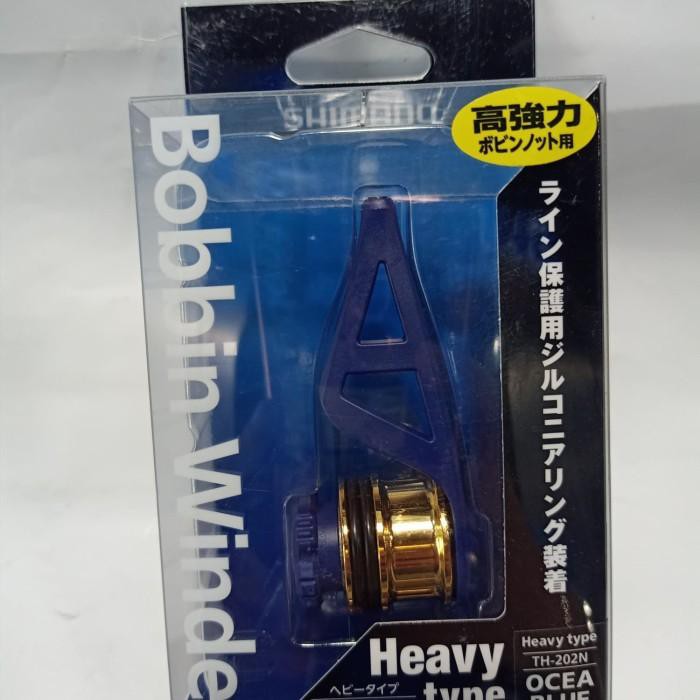 SHIMANO
高強力
ボビンノット用
Bobbin Winde
ライン保護用ジルコニアリング装着
Heavy
type
ヘビータイプ
Heavy type
TH-202N
OCEA
BLUE